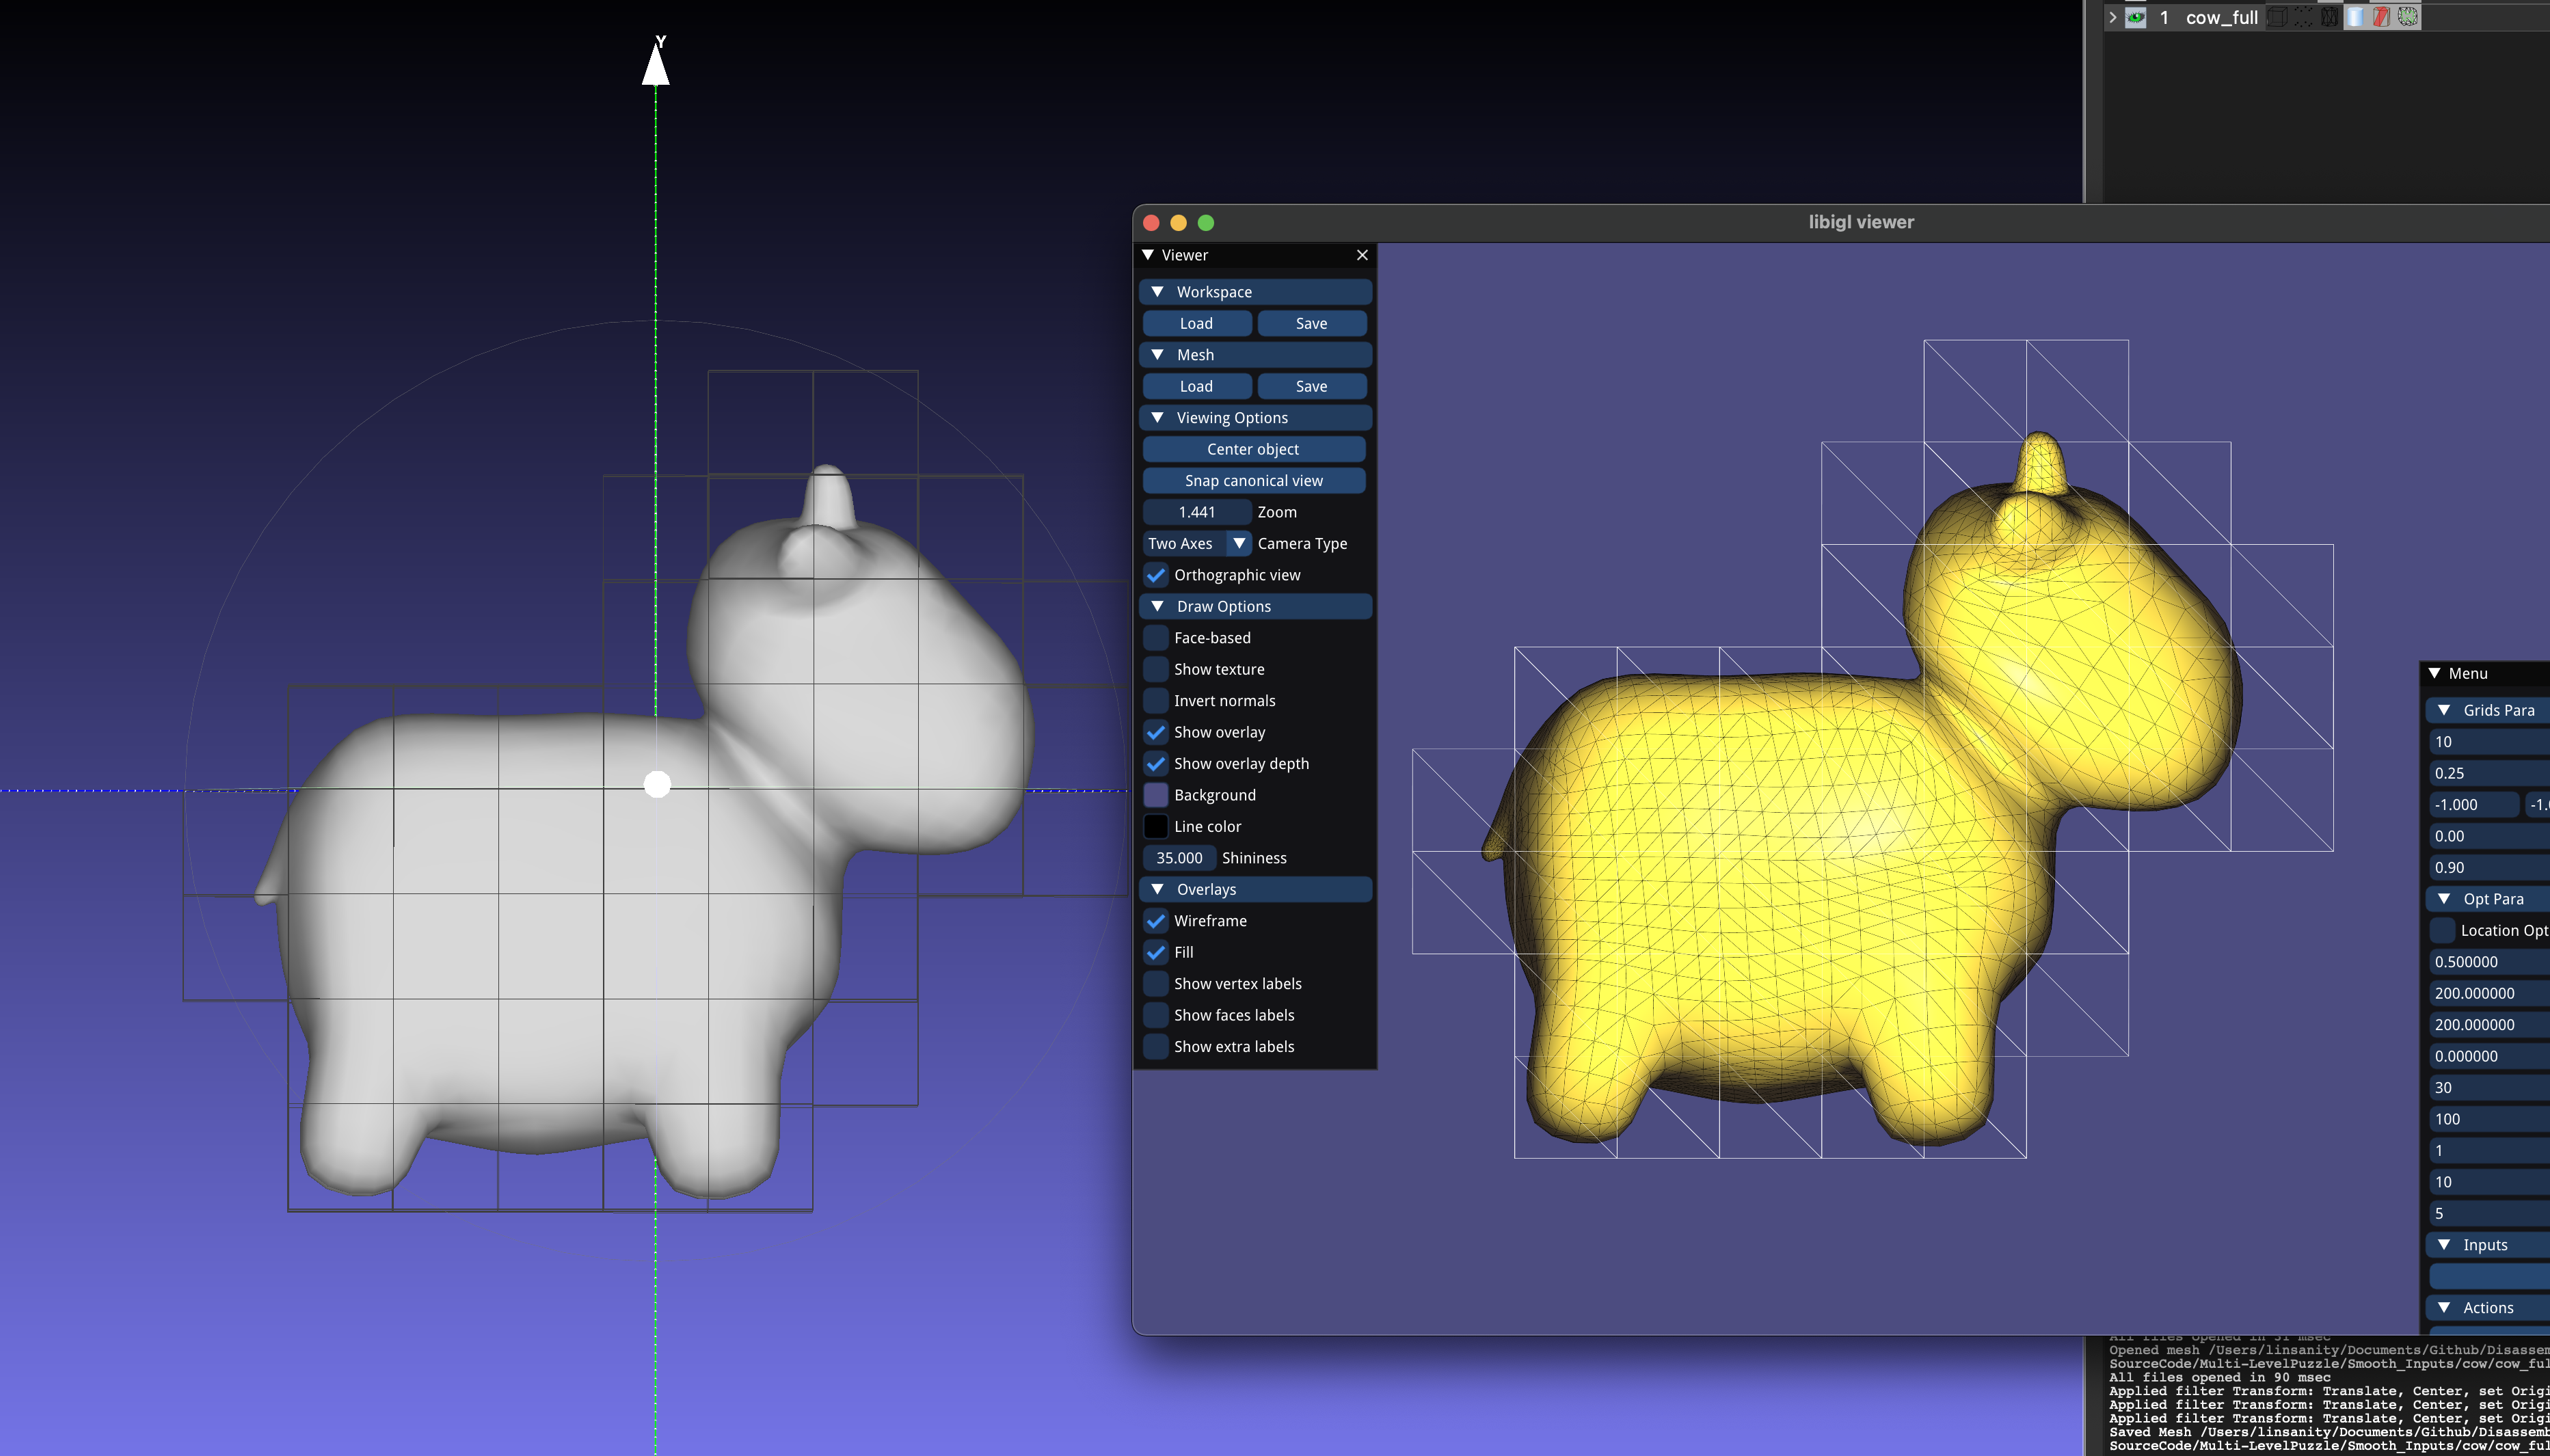 1 cow_full
Y
libigl viewer
Viewer
Workspace
Load Save
Mesh
Load Save
Viewing Options
Center object
Snap canonical view
1.441 Zoom
Two Axes Camera Type
Orthographic view
Draw Options
Face-based
Show texture
Invert normals
Show overlay
Show overlay depth
Background
Line color
35.000 Shininess
Overlays
Wireframe
Fill
Show vertex labels
Show faces labels
Show extra labels
Menu
Grids Para
10
0.25
-1.000 -1.0
0.00
0.90
Opt Para
Location Opt
0.500000
200.000000
200.000000
0.000000
30
100
1
10
5
Inputs
Actions
All files opened in 31 msec
Opened mesh /Users/linsanity/Documents/Github/Disassem
SourceCode/Multi-LevelPuzzle/Smooth_Inputs/cow/cow_ful
All files opened in 90 msec
Applied filter Transform: Translate, Center, set Origi
Applied filter Transform: Translate, Center, set Origi
Applied filter Transform: Translate, Center, set Origi
Saved Mesh /Users/linsanity/Documents/Github/Disassemb
SourceCode/Multi-LevelPuzzle/Smooth_Inputs/cow/cow_ful